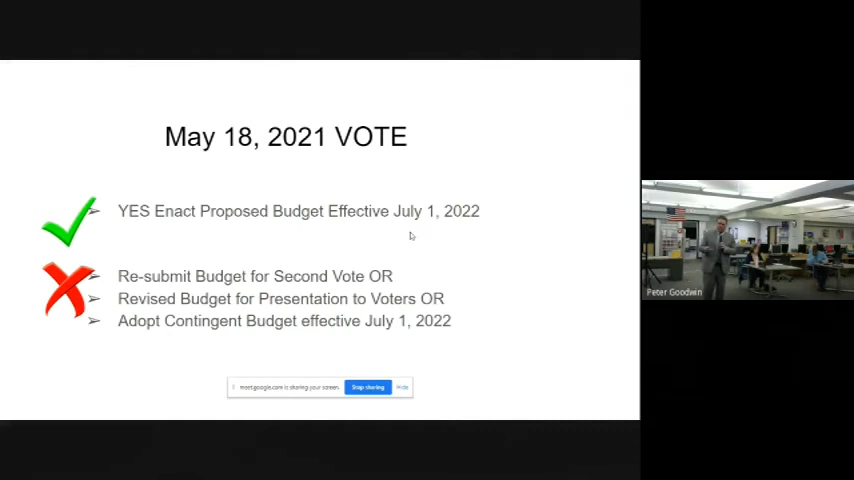 May 18, 2021 VOTE
YES Enact Proposed Budget Effective July 1, 2022
Re-submit Budget for Second Vote OR
Revised Budget for Presentation to Voters OR
Adopt Contingent Budget effective July 1, 2022
meet.google.com is sharing your screen. Stop sharing Hide
Peter Goodwin